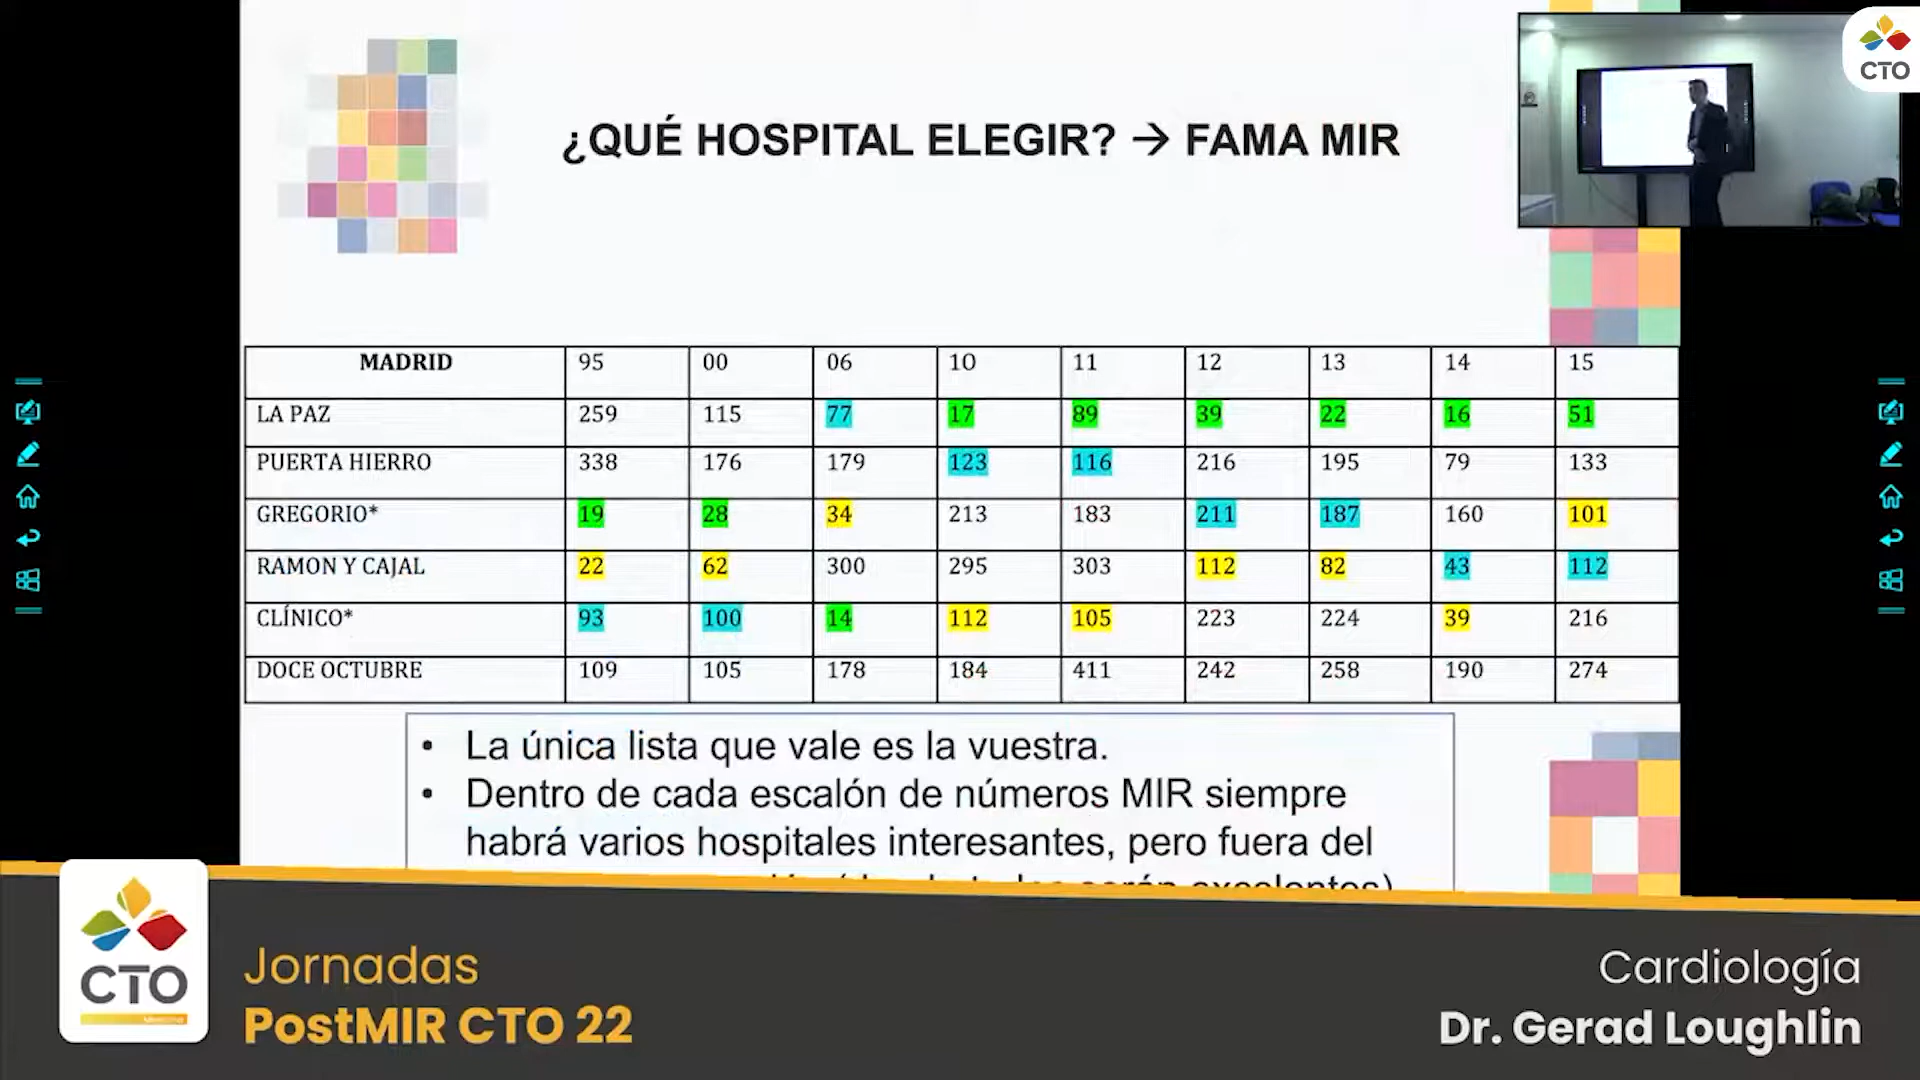 CTO
¿QUÉ HOSPITAL ELEGIR? → FAMA MIR
MADRID 95 00 06 10 11 12 13 14 15
LA PAZ 259 115 77 17 89 39 22 16 51
PUERTA HIERRO 338 176 179 123 116 216 195 79 133
GREGORIO* 19 28 34 213 183 211 187 160 101
RAMON Y CAJAL 22 62 300 295 303 112 82 43 112
CLÍNICO* 93 100 14 112 105 223 224 39 216
DOCE OCTUBRE 109 105 178 184 411 242 258 190 274
• La única lista que vale es la vuestra.
• Dentro de cada escalón de números MIR siempre
habrá varios hospitales interesantes, pero fuera del
serán excelentes)
CTO
Jornadas
PostMIR CTO 22
Cardiología
Dr. Gerad Loughlin